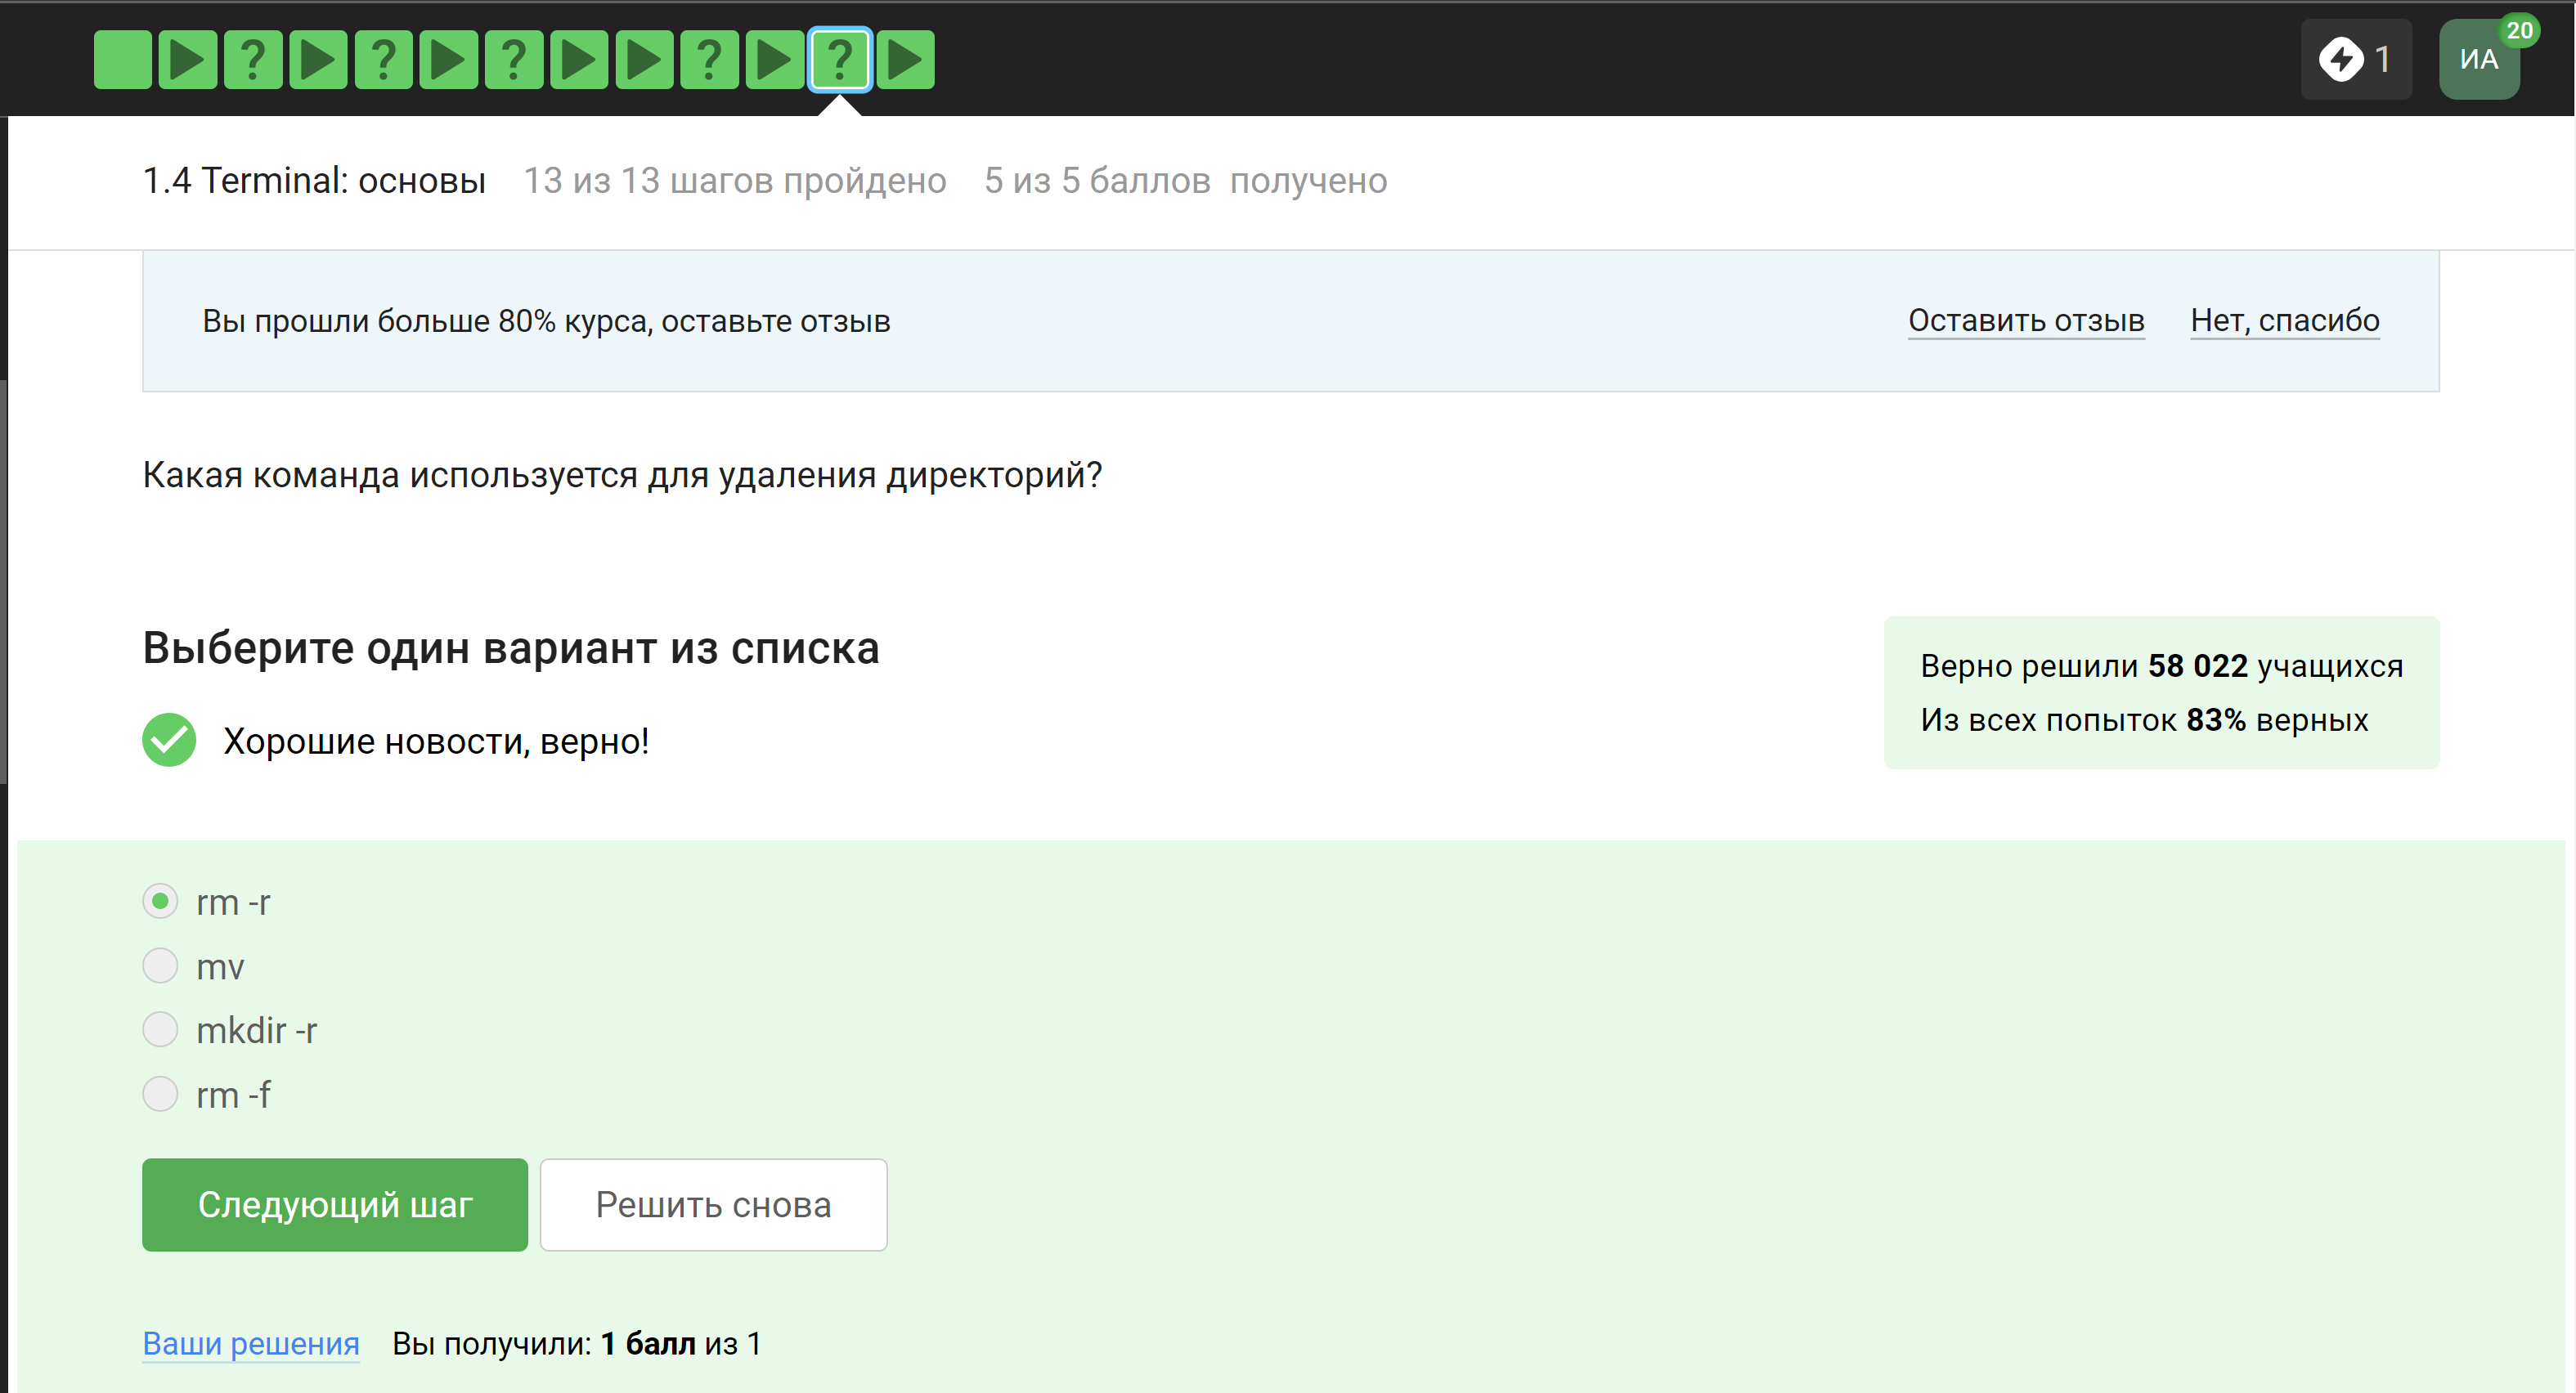 ? ? ? ? ?
1
ИА
20
1.4 Terminal: основы 13 из 13 шагов пройдено 5 из 5 баллов получено
Вы прошли больше 80% курса, оставьте отзыв Оставить отзыв Нет, спасибо
Какая команда используется для удаления директорий?
Выберите один вариант из списка
Верно решили 58 022 учащихся
Из всех попыток 83% верных
Хорошие новости, верно!
rm -r
mv
mkdir -r
rm -f
Следующий шаг Решить снова
Ваши решения Вы получили: 1 балл из 1